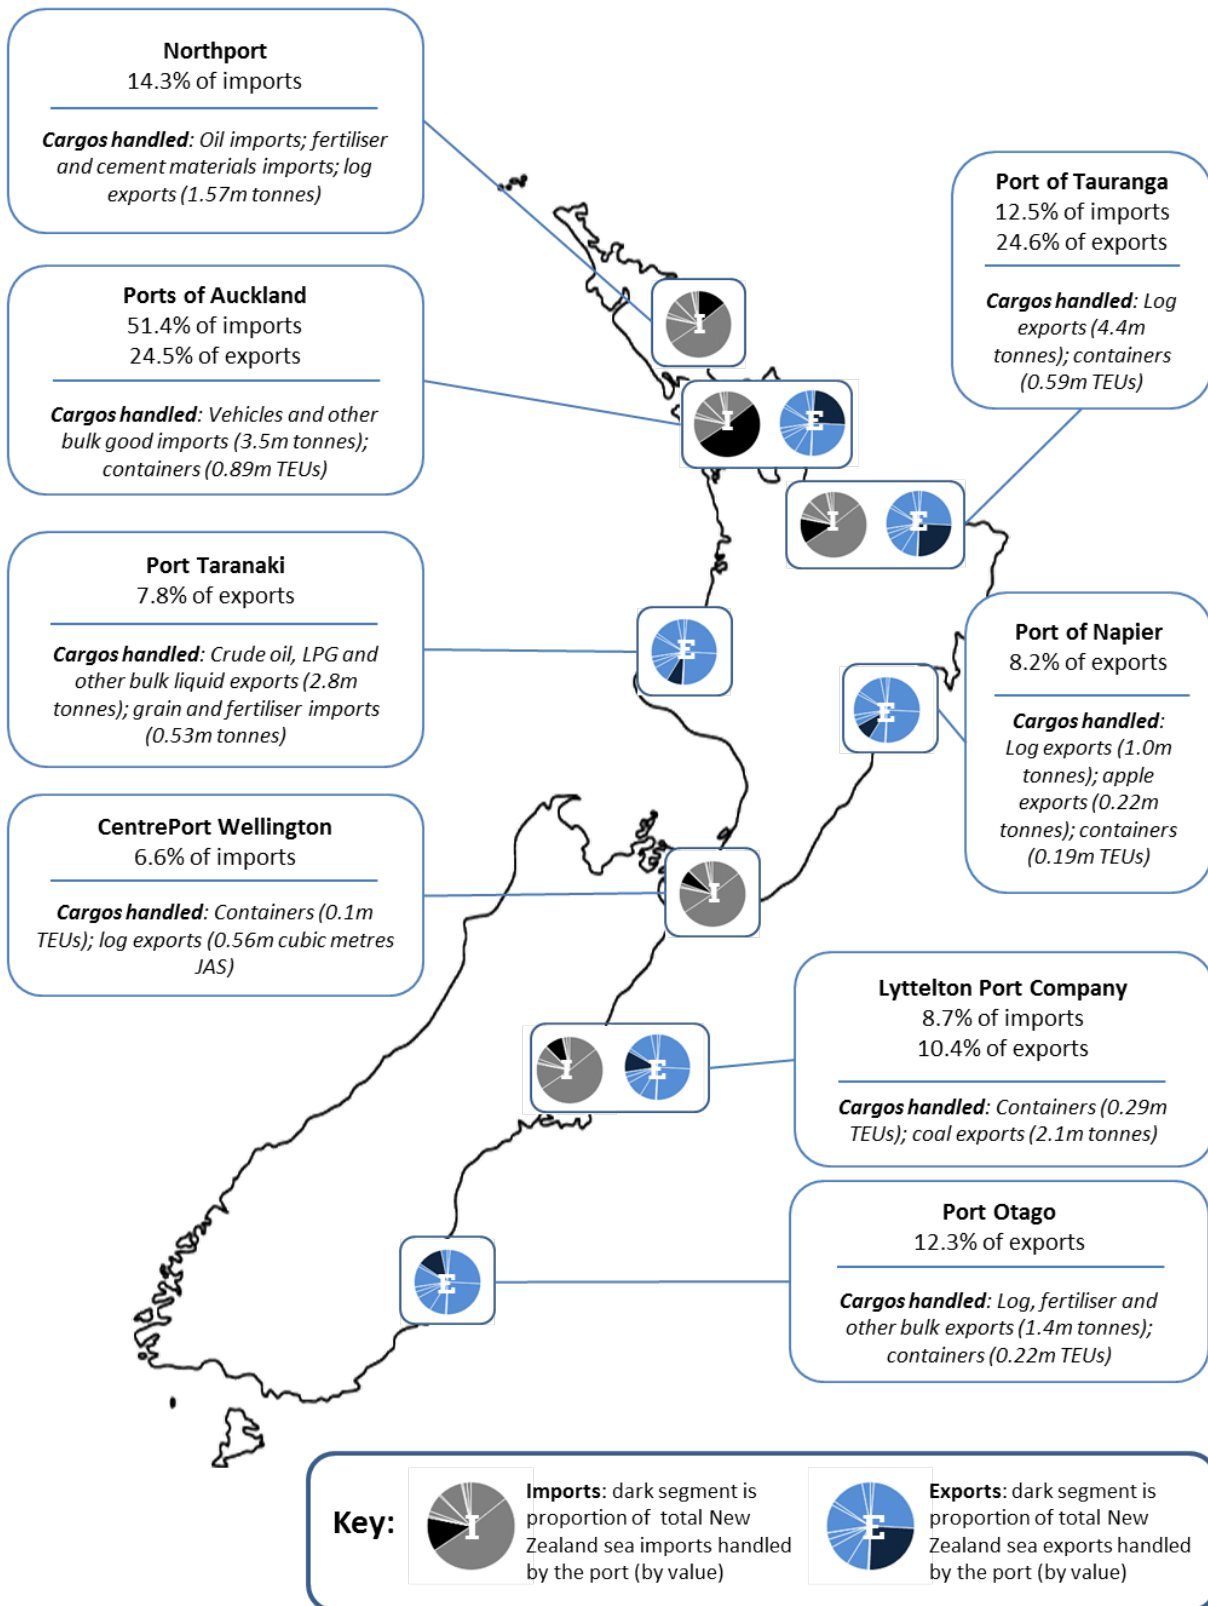 Northport
14.3% of imports
Cargos handled: Oil imports; fertiliser
and cement materials imports; log
exports (1.57m tonnes)
Ports of Auckland
51.4% of imports
24.5% of exports
Cargos handled: Vehicles and other
bulk good imports (3.5m tonnes);
containers (0.89m TEUs)
Port Taranaki
7.8% of exports
Cargos handled: Crude oil, LPG and
other bulk liquid exports (2.8m
tonnes); grain and fertiliser imports
(0.53m tonnes)
CentrePort Wellington
6.6% of imports
Cargos handled: Containers (0.1m
TEUs); log exports (0.56m cubic metres
JAS)
Port of Tauranga
12.5% of imports
24.6% of exports
Cargos handled: Log
exports (4.4m
tonnes); containers
(0.59m TEUs)
Port of Napier
8.2% of exports
Cargos handled:
Log exports (1.0m
tonnes); apple
exports (0.22m
tonnes); containers
(0.19m TEUs)
Lyttelton Port Company
8.7% of imports
10.4% of exports
Cargos handled: Containers (0.29m
TEUs); coal exports (2.1m tonnes)
Port Otago
12.3% of exports
Cargos handled: Log, fertiliser and
other bulk exports (1.4m tonnes);
containers (0.22m TEUs)
I
I E
I E
E
E
I
I E
E
Key:
I
Imports: dark segment is
proportion of total New
Zealand sea imports handled
by the port (by value)
E
Exports: dark segment is
proportion of total New
Zealand sea exports handled
by the port (by value)